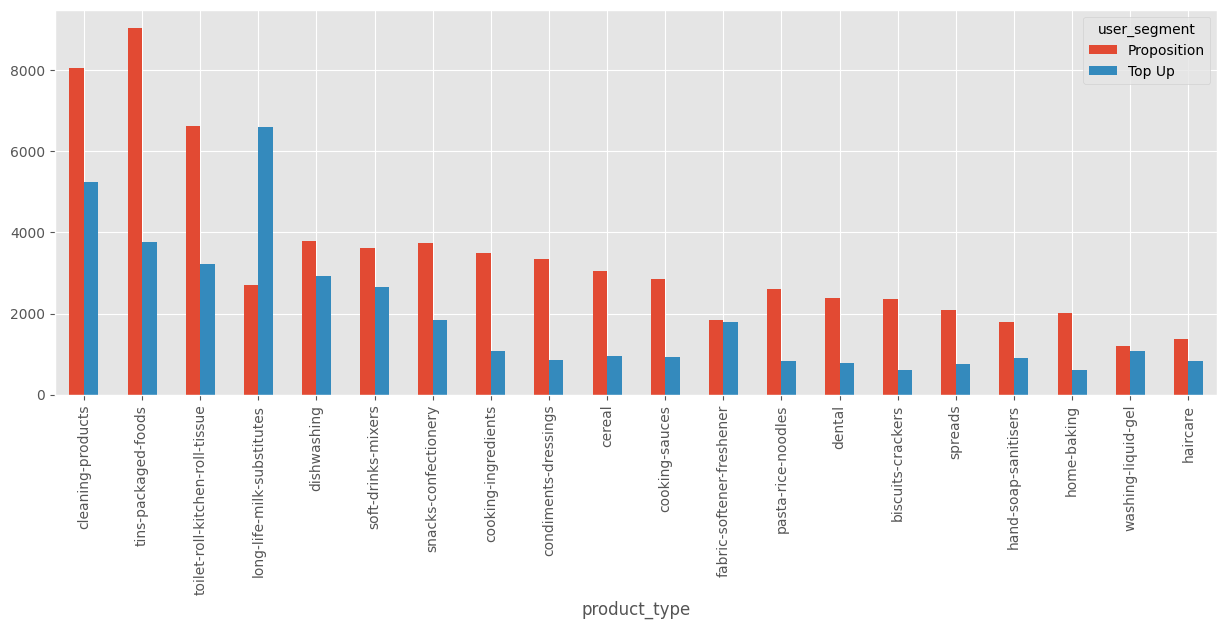 user_segment
Proposition
Top Up
8000
6000
4000
2000
0
cleaning-products
tins-packaged-foods
toilet-roll-kitchen-roll-tissue
long-life-milk-substitutes
dishwashing
soft-drinks-mixers
snacks-confectionery
cooking-ingredients
condiments-dressings
cereal
cooking-sauces
fabric-softener-freshener
pasta-rice-noodles
dental
biscuits-crackers
spreads
hand-soap-sanitisers
home-baking
washing-liquid-gel
haircare
product_type